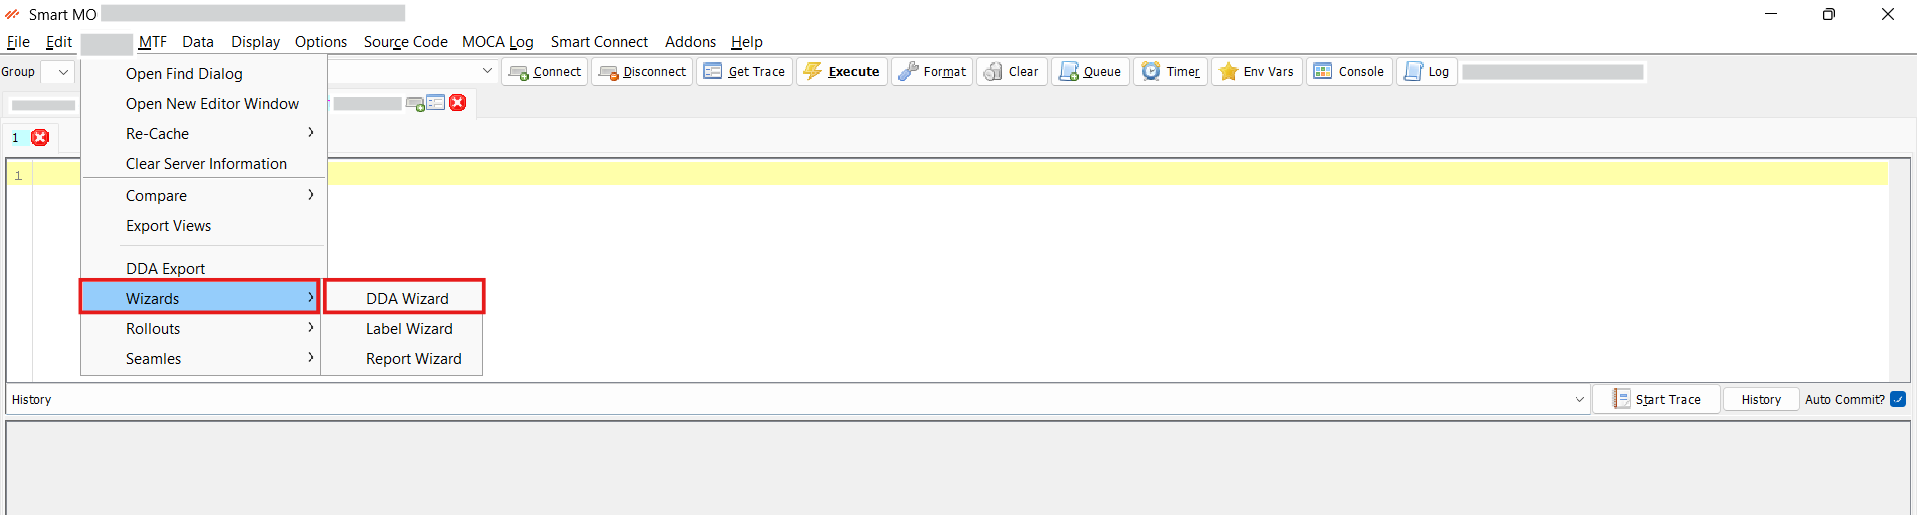 Smart MO
File Edit MTF Data Display Options Source Code MOCA Log Smart Connect Addons Help
Group Connect Disconnect Get Trace Execute Format Clear Queue Timer Env Vars Console Log
Open Find Dialog
Open New Editor Window
Re-Cache
Clear Server Information
Compare
Export Views
DDA Export
Wizards
Rollouts
Seamles
DDA Wizard
Label Wizard
Report Wizard
1
1
History Start Trace History Auto Commit?